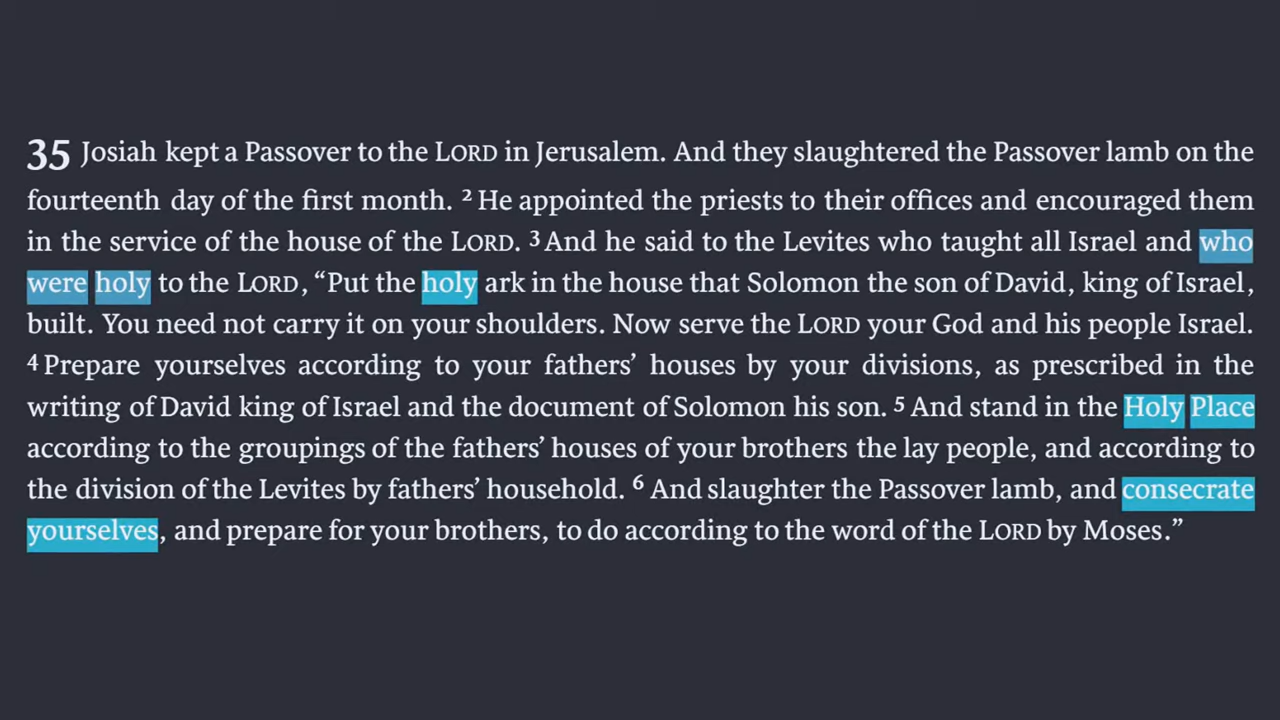 35 Josiah kept a Passover to the LORD in Jerusalem. And they slaughtered the Passover lamb on the
fourteenth day of the first month. 2 He appointed the priests to their offices and encouraged them
in the service of the house of the LORD. 3 And he said to the Levites who taught all Israel and who
were holy to the LORD, “Put the holy ark in the house that Solomon the son of David, king of Israel,
built. You need not carry it on your shoulders. Now serve the LORD your God and his people Israel.
4 Prepare yourselves according to your fathers’ houses by your divisions, as prescribed in the
writing of David king of Israel and the document of Solomon his son. 5 And stand in the Holy Place
according to the groupings of the fathers’ houses of your brothers the lay people, and according to
the division of the Levites by fathers’ household. 6 And slaughter the Passover lamb, and consecrate
yourselves, and prepare for your brothers, to do according to the word of the LORD by Moses.”